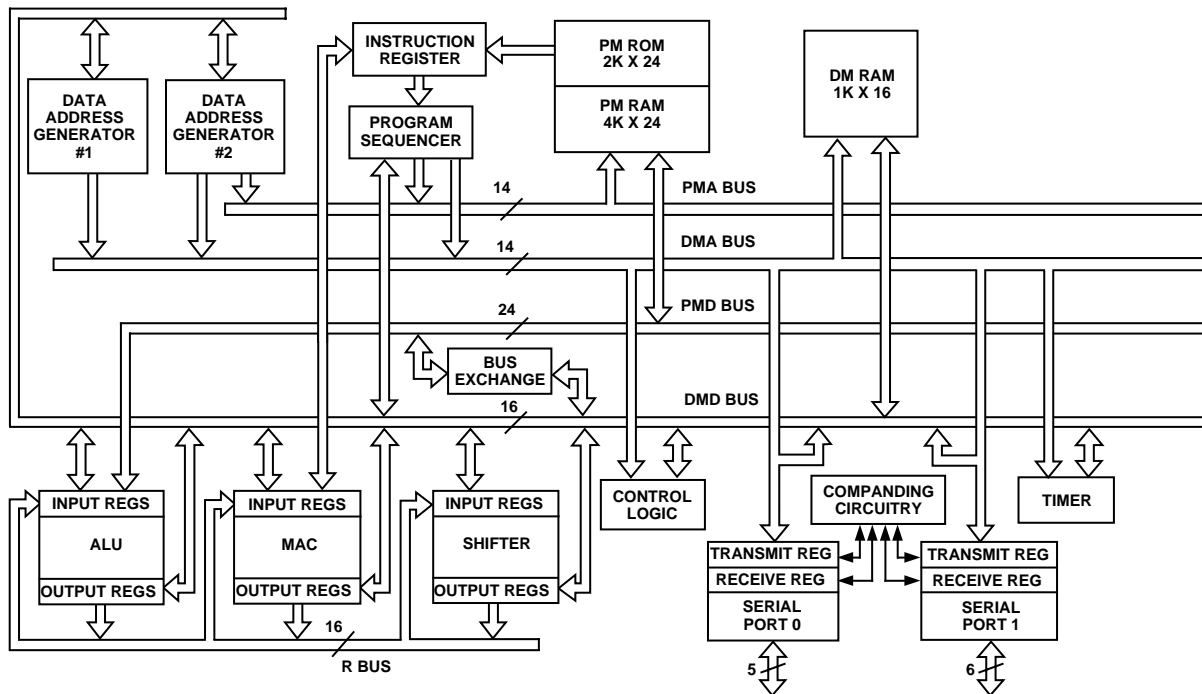 INSTRUCTION
REGISTER
PM ROM
2K X 24
PM RAM
4K X 24
DM RAM
1K X 16
DATA
ADDRESS
GENERATOR
#1
DATA
ADDRESS
GENERATOR
#2
PROGRAM
SEQUENCER
14
PMA BUS
14
DMA BUS
24
PMD BUS
BUS
EXCHANGE
16
DMD BUS
INPUT REGS
ALU
OUTPUT REGS
INPUT REGS
MAC
OUTPUT REGS
INPUT REGS
SHIFTER
OUTPUT REGS
16
R BUS
CONTROL
LOGIC
COMPANDING
CIRCUITRY
TIMER
TRANSMIT REG
RECEIVE REG
SERIAL
PORT 0
5
TRANSMIT REG
RECEIVE REG
SERIAL
PORT 1
6